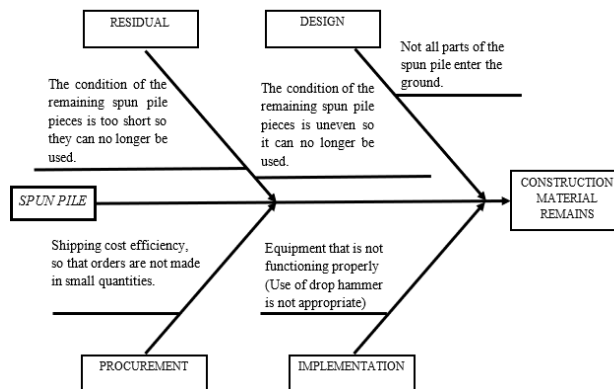 RESIDUAL
DESIGN
Not all parts of the
spun pile enter the
ground.
The condition of the
remaining spun pile
pieces is too short so
they can no longer be
used.
The condition of the
remaining spun pile
pieces is uneven so
it can no longer be
used.
SPUN PILE
CONSTRUCTION
MATERIAL
REMAINS
Shipping cost efficiency,
so that orders are not made
in small quantities.
Equipment that is not
functioning properly
(Use of drop hammer
is not appropriate)
PROCUREMENT
IMPLEMENTATION